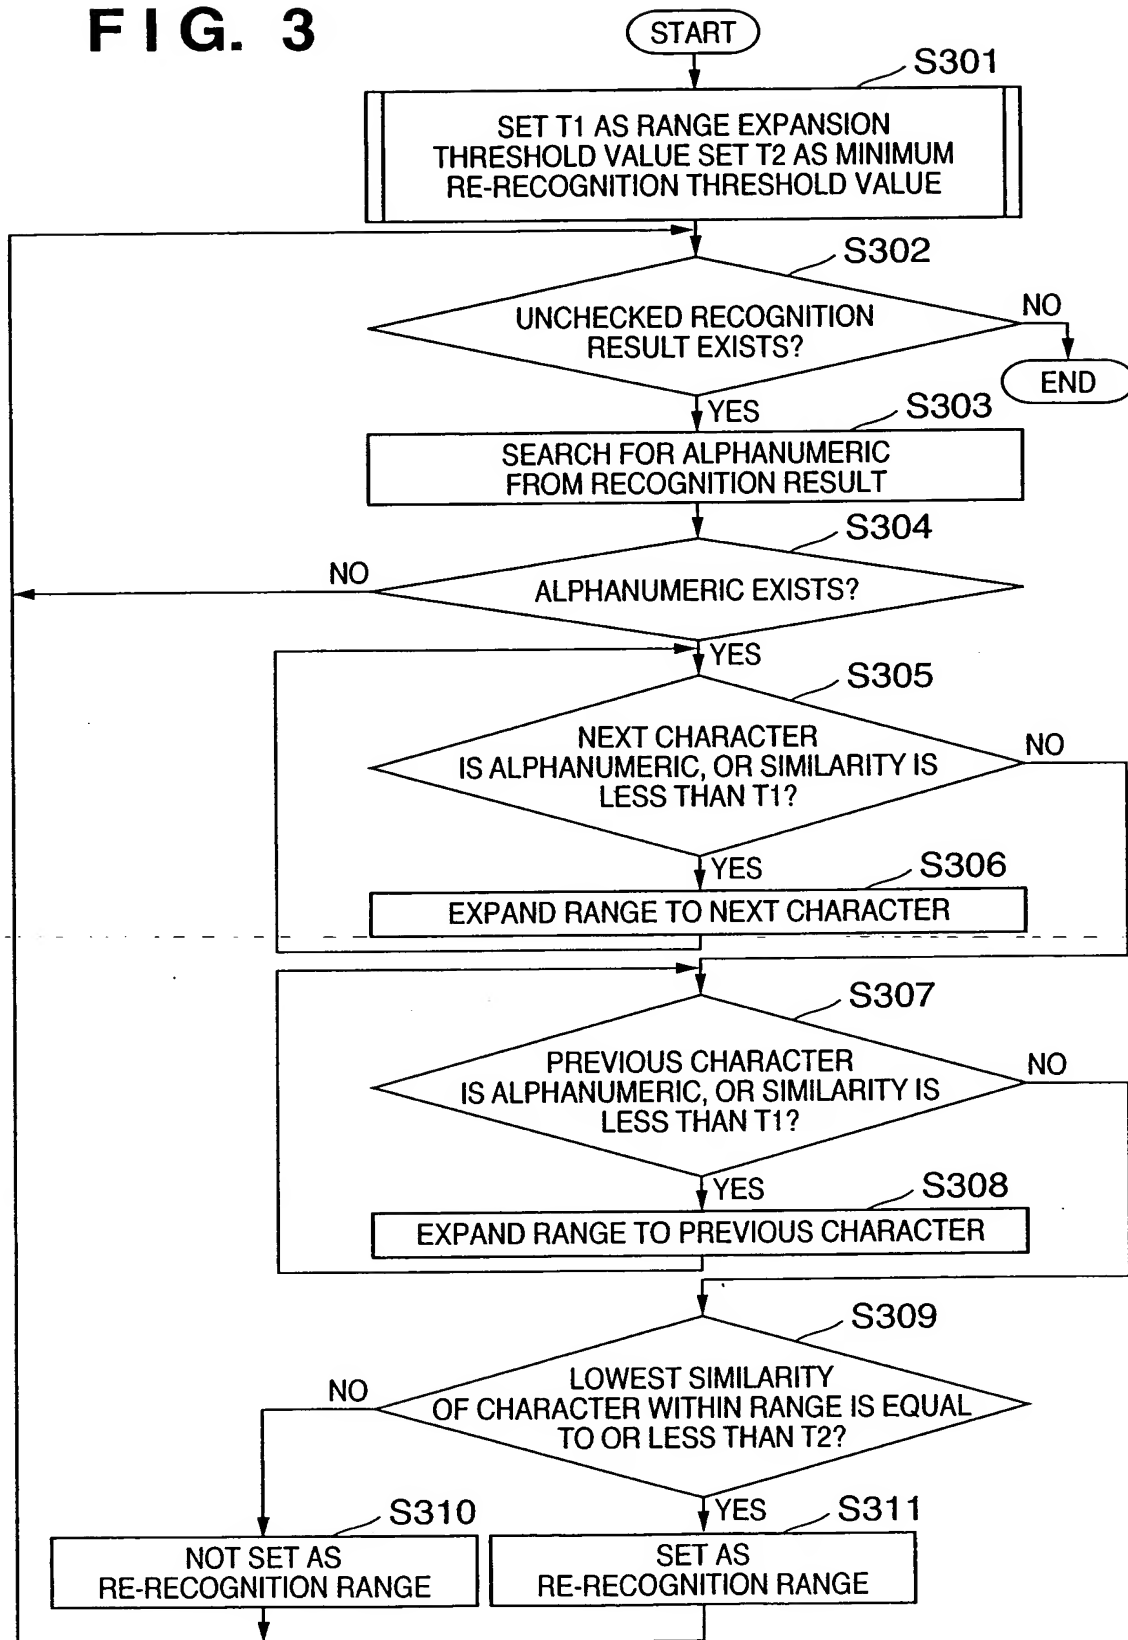 FIG. 3
START
S301
SET T1 AS RANGE EXPANSION
THRESHOLD VALUE SET T2 AS MINIMUM
RE-RECOGNITION THRESHOLD VALUE
S302
UNCHECKED RECOGNITION
RESULT EXISTS?
NO
END
YES
S303
SEARCH FOR ALPHANUMERIC
FROM RECOGNITION RESULT
S304
NO
ALPHANUMERIC EXISTS?
YES
S305
NEXT CHARACTER
IS ALPHANUMERIC, OR SIMILARITY IS
LESS THAN T1?
NO
YES
S306
EXPAND RANGE TO NEXT CHARACTER
S307
PREVIOUS CHARACTER
IS ALPHANUMERIC, OR SIMILARITY IS
LESS THAN T1?
NO
YES
S308
EXPAND RANGE TO PREVIOUS CHARACTER
S309
NO
LOWEST SIMILARITY
OF CHARACTER WITHIN RANGE IS EQUAL
TO OR LESS THAN T2?
YES
S310
NOT SET AS
RE-RECOGNITION RANGE
S311
SET AS
RE-RECOGNITION RANGE